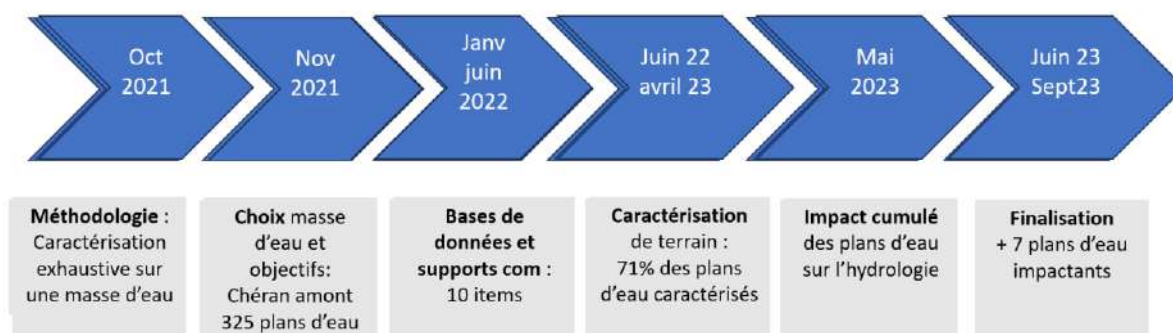 Oct
2021
Nov
2021
Janv
juin
2022
Juin 22
avril 23
Mai
2023
Juin 23
Sept23
Méthodologie :
Caractérisation
exhaustive sur
une masse d'eau
Choix masse
d'eau et
objectifs:
Chéran amont
325 plans d'eau
Bases de
données et
supports com :
10 items
Caractérisation
de terrain :
71% des plans
d'eau caractérisés
Impact cumulé
des plans d'eau
sur l'hydrologie
Finalisation
+ 7 plans d'eau
impactants